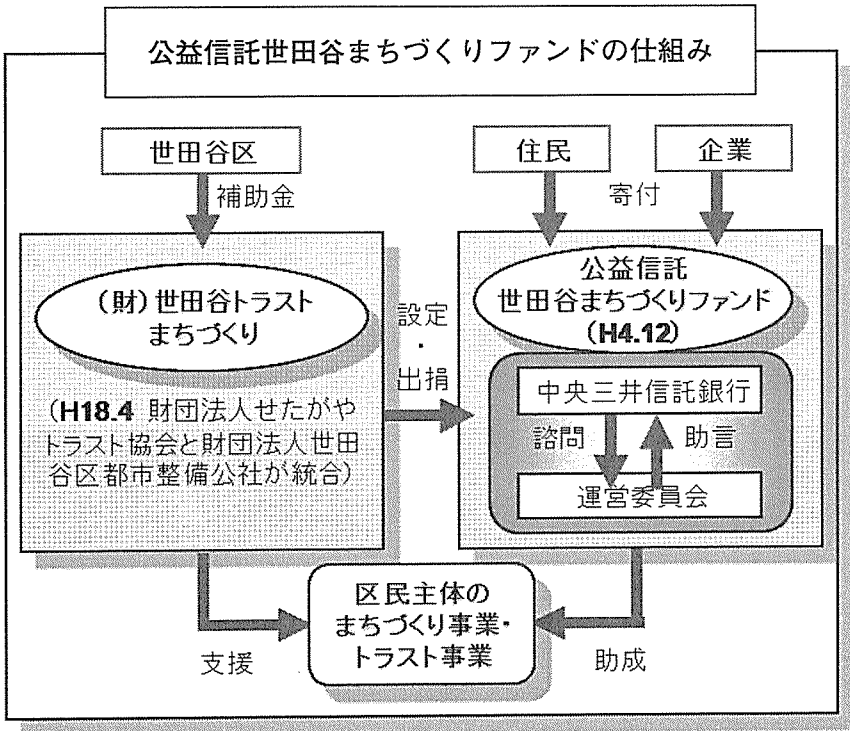 公益信託世田谷まちづくりファンドの仕組み
世田谷区
住民
企業
補助金
寄付
（財）世田谷トラスト
まちづくり
（H18.4 財団法人せたがや
トラスト協会と財団法人世田
谷区都市整備公社が統合）
設定
・
出捐
公益信託
世田谷まちづくりファンド
（H4.12）
中央三井信託銀行
諮問
助言
運営委員会
区民主体の
まちづくり事業・
トラスト事業
支援
助成